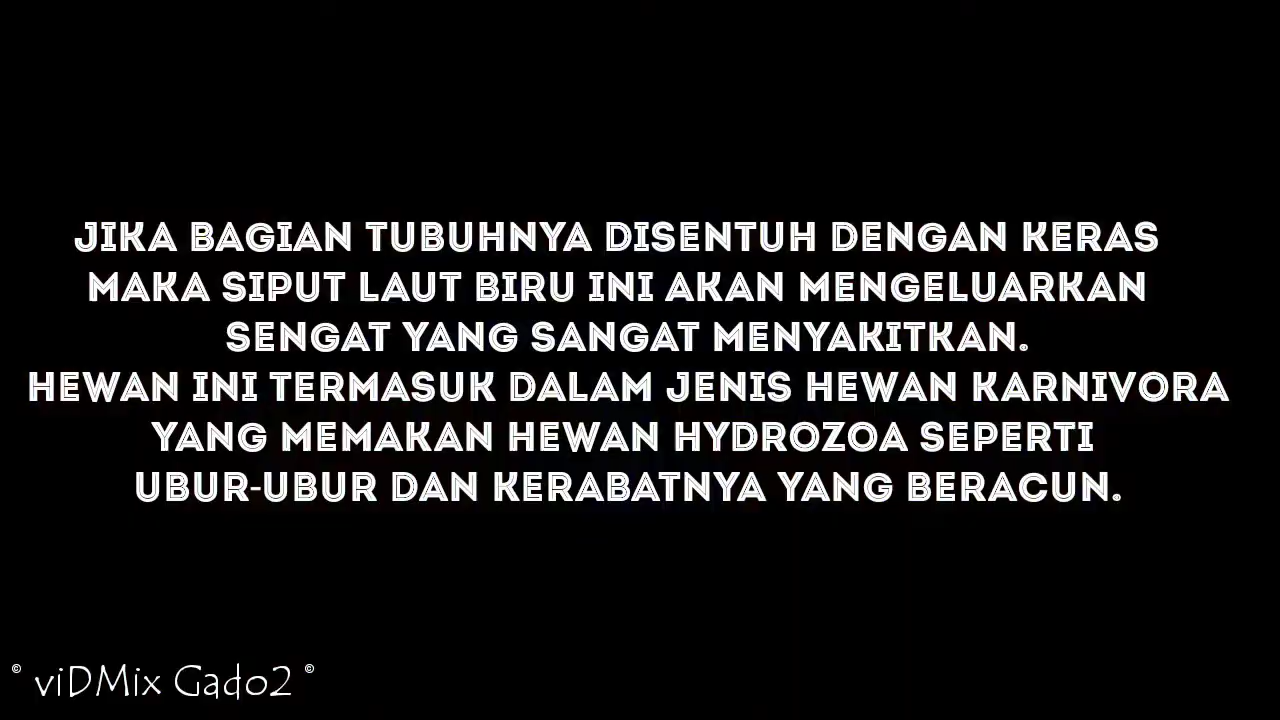 JIKA BAGIAN TUBUHNYA DISENTUH DENGAN KERAS
MAKA SIPUT LAUT BIRU INI AKAN MENGELUARKAN
SENGAT YANG SANGAT MENYAKITKAN.
HEWAN INI TERMASUK DALAM JENIS HEWAN KARNIVORA
YANG MEMAKAN HEWAN HYDROZOA SEPERTI
UBUR-UBUR DAN KERABATNYA YANG BERACUN.
© viDMix Gado2 ©